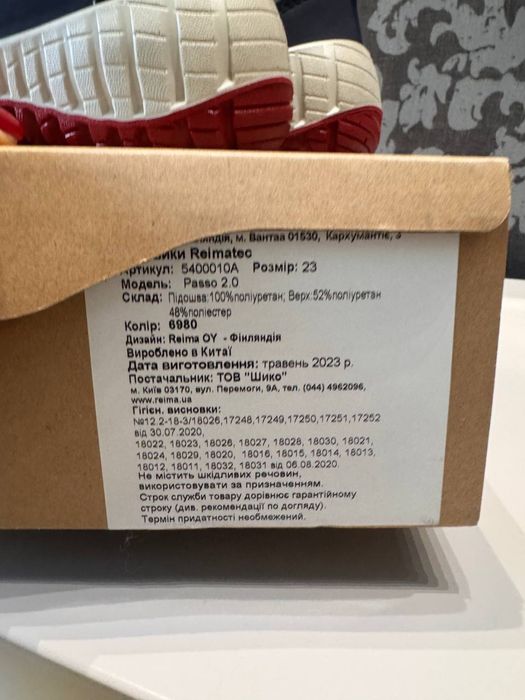 м. Вантаа 01530, Кархумантіє, 3
Reimatec
Артикул: 5400010A Розмір: 23
Модель: Passo 2.0
Склад: Підошва:100%поліуретан; Верх:52%поліуретан
48%поліестер
Колір: 6980
Дизайн: Reima OY - Фінляндія
Вироблено в Китаї
Дата виготовлення: травень 2023 р.
Постачальник: ТОВ "Шико"
м. Київ 03170, вул. Перемоги, 9А, тел. (044) 4962096,
www.reima.ua
Гігієн. висновки:
№12.2-18-3/18026,17248,17249,17250,17251,17252
від 30.07.2020,
18022, 18023, 18026, 18027, 18028, 18030, 18021,
18024, 18029, 18020, 18016, 18015, 18014, 18013,
18012, 18011, 18032, 18031 від 06.08.2020.
Не містить шкідливих речовин,
використовувати за призначенням.
Строк служби товару дорівнює гарантійному
строку (див. рекомендації по догляду).
Термін придатності необмежений.